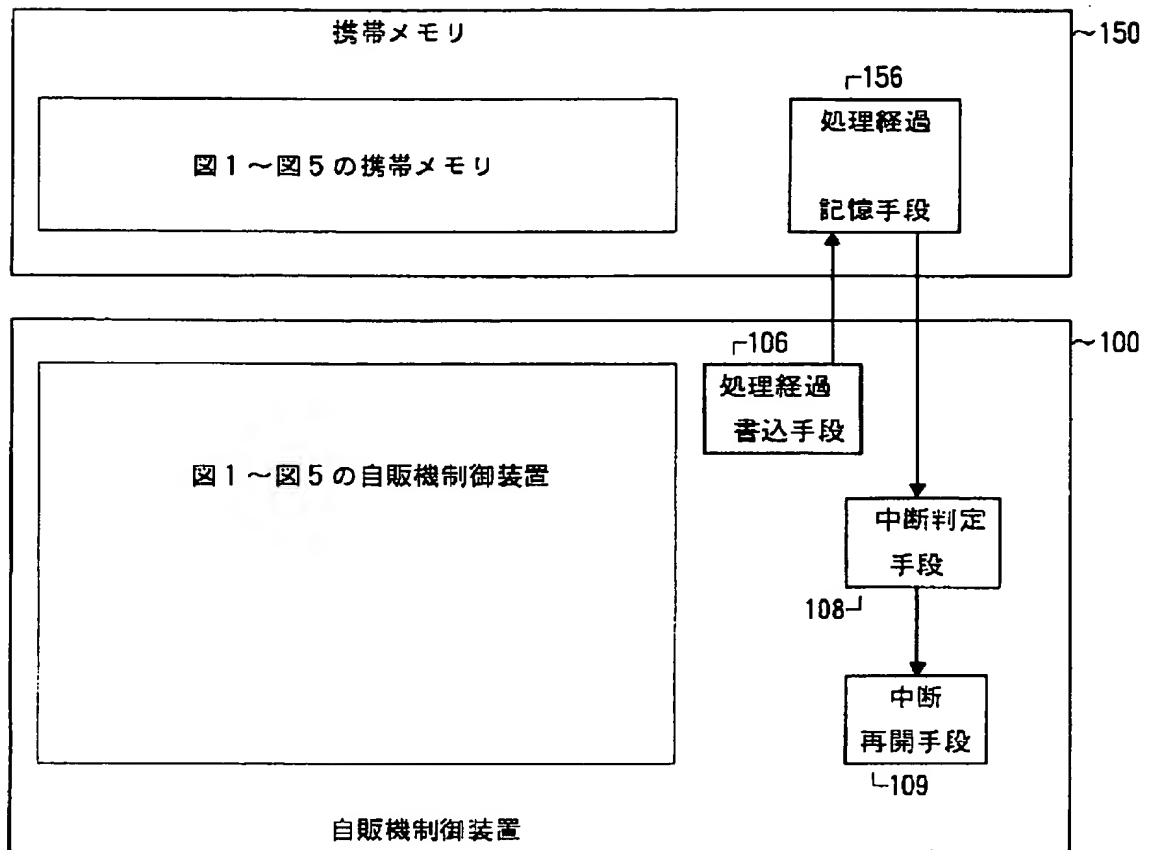 携帯メモリ
~150
156
処理経過
記憶手段
図1~図5の携帯メモリ
~100
106
処理経過
書込手段
図1~図5の自販機制御装置
中断判定
手段
108
中断
再開手段
109
自販機制御装置